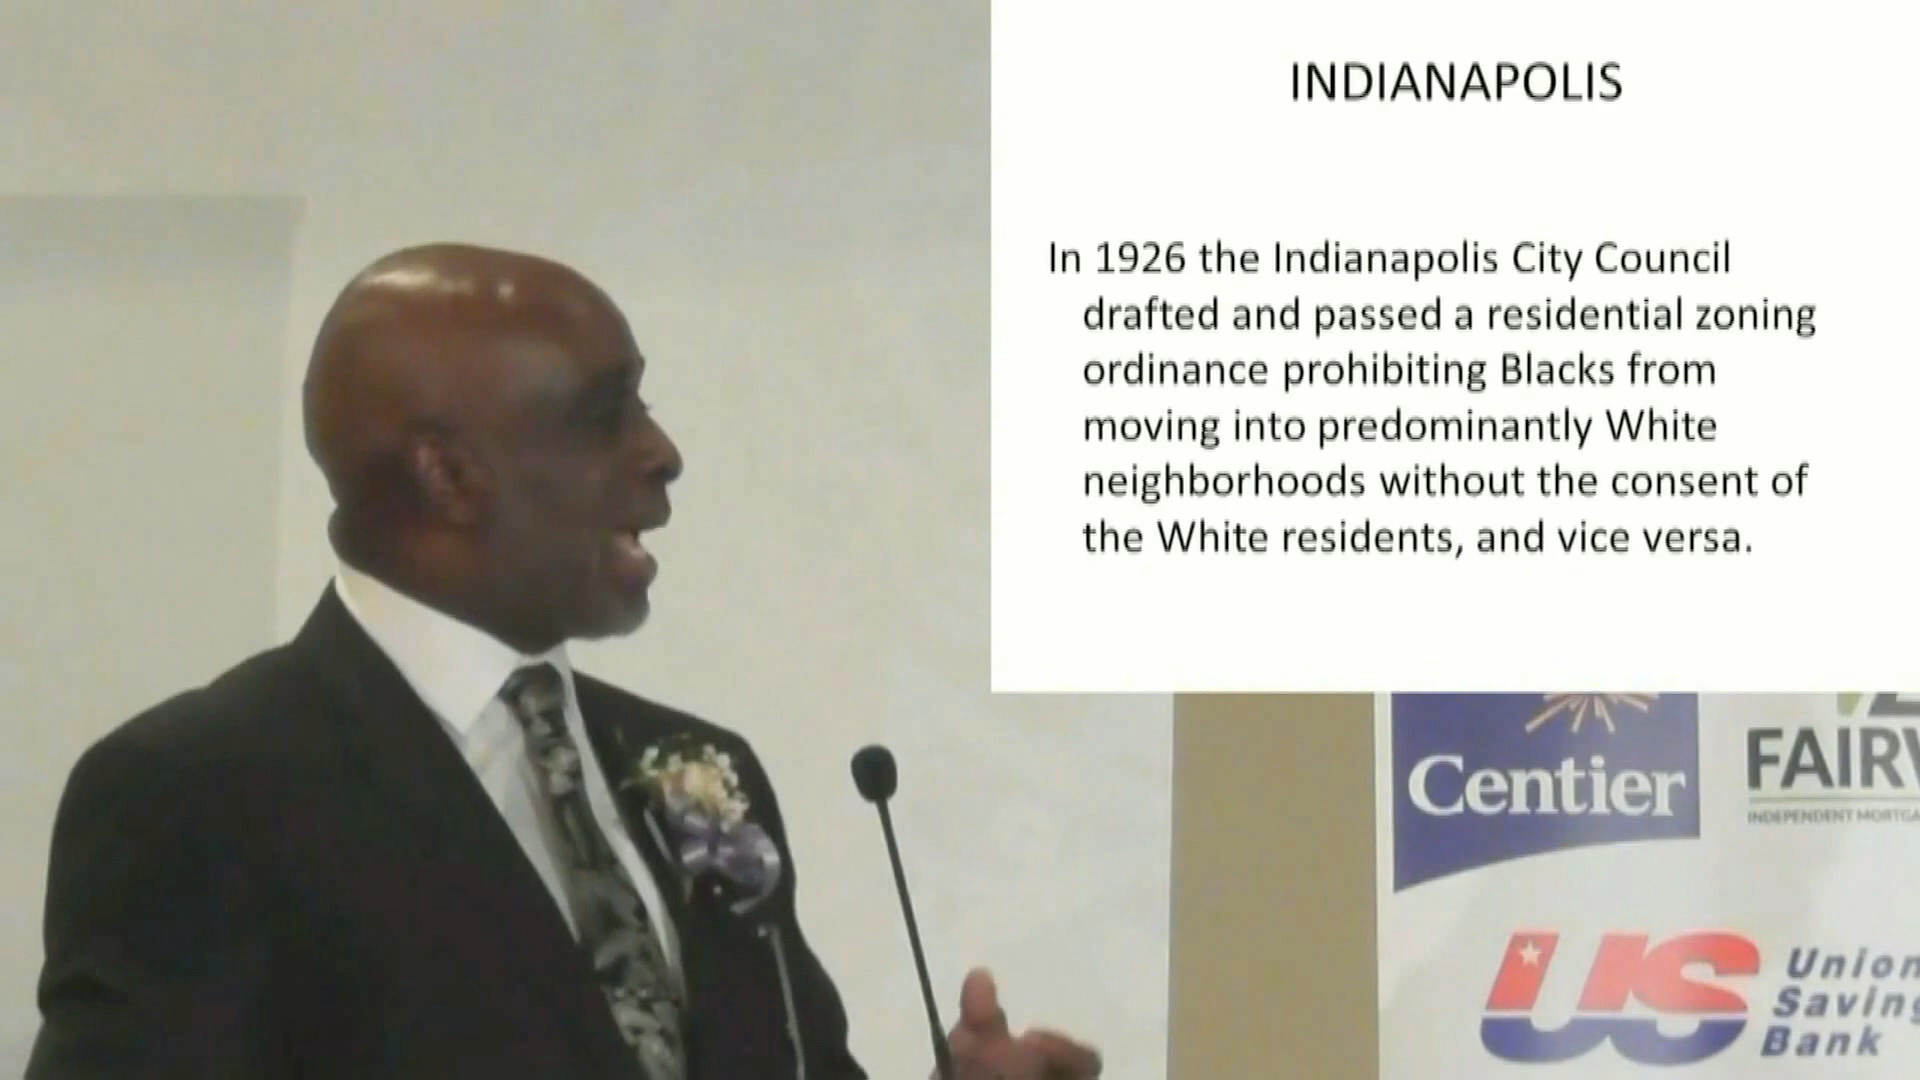 INDIANAPOLIS
In 1926 the Indianapolis City Council
drafted and passed a residential zoning
ordinance prohibiting Blacks from
moving into predominantly White
neighborhoods without the consent of
the White residents, and vice versa.
Centier
INDEPENDENT
US
Union
Bank